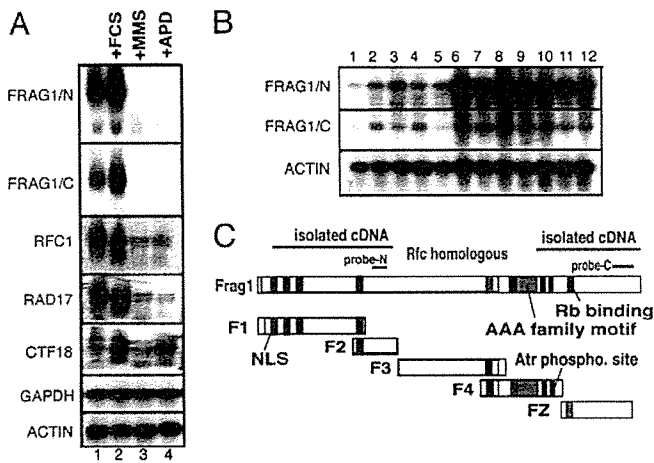 A
+FCS
+MMS
+APD
FRAG1/N
FRAG1/C
RFC1
RAD17
CTF18
GAPDH
ACTIN
1 2 3 4
B
1 2 3 4 5 6 7 8 9 10 11 12
FRAG1/N
FRAG1/C
ACTIN
C
isolated cDNA
probe-N
Rfc homologous
isolated cDNA
probe-C
Frag1
Rb binding
AAA family motif
F1
NLS
F2
F3
Atr phospho. site
F4
FZ